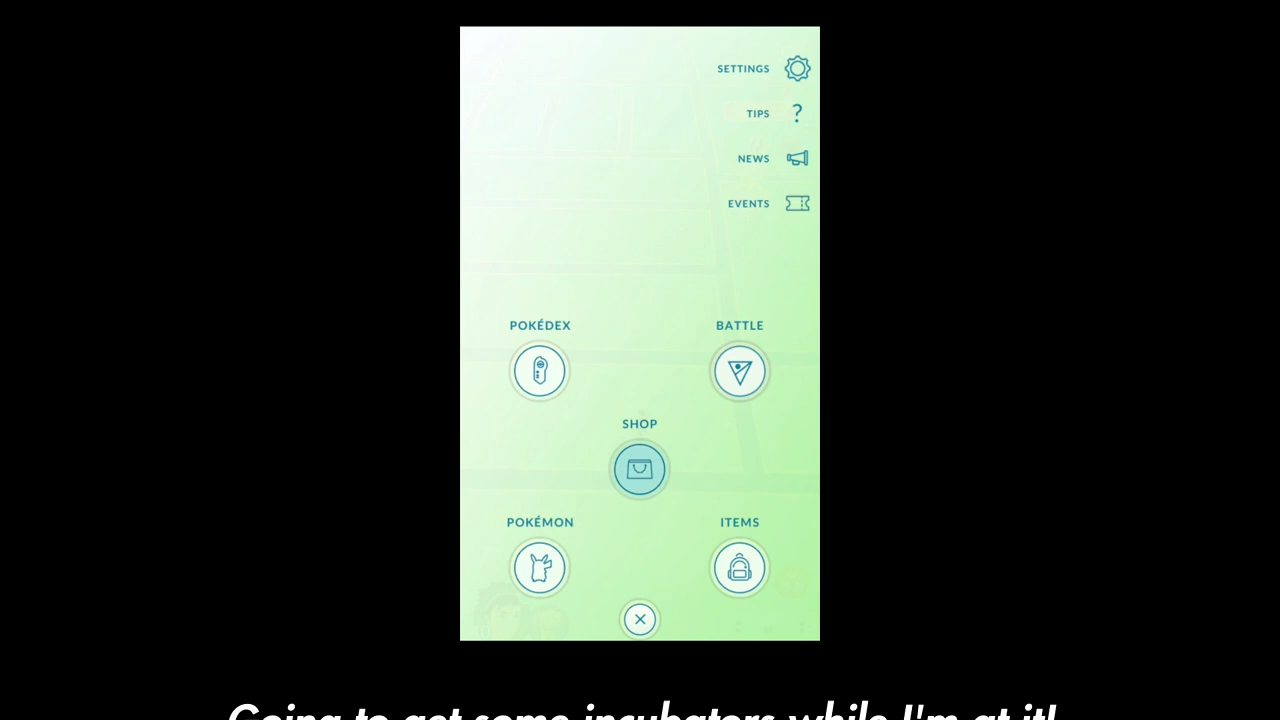 SETTINGS
TIPS
?
NEWS
EVENTS
POKÉDEX
BATTLE
SHOP
POKÉMON
ITEMS
Going to get some incubators while I'm at it!